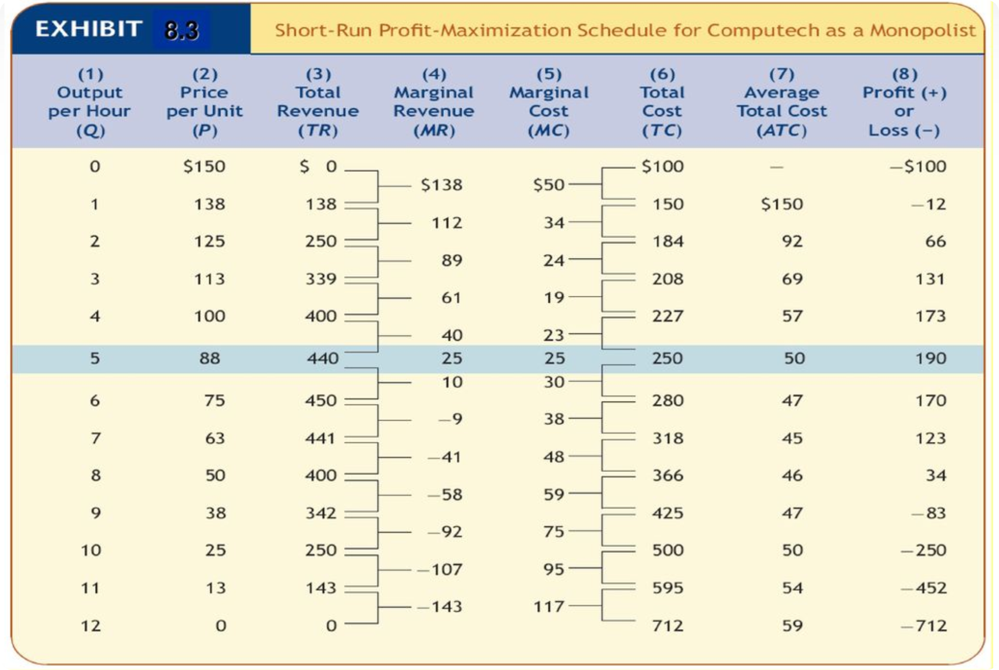 EXHIBIT 8.3 Short-Run Profit-Maximization Schedule for Computech as a Monopolist
(1) (2) (3) (4) (5) (6) (7) (8)
Output Price Total Marginal Marginal Total Average Profit (+)
per Hour per Unit Revenue Revenue Cost Cost Total Cost or
(Q) (P) (TR) (MR) (MC) (TC) (ATC) Loss (−)
0 $150 $ 0 $100 — −$100
$138 $50
1 138 138 150 $150 −12
112 34
2 125 250 184 92 66
89 24
3 113 339 208 69 131
61 19
4 100 400 227 57 173
40 23
5 88 440 25 25 250 50 190
10 30
6 75 450 280 47 170
−9 38
7 63 441 318 45 123
−41 48
8 50 400 366 46 34
−58 59
9 38 342 425 47 −83
−92 75
10 25 250 500 50 −250
−107 95
11 13 143 595 54 −452
−143 117
12 0 0 712 59 −712